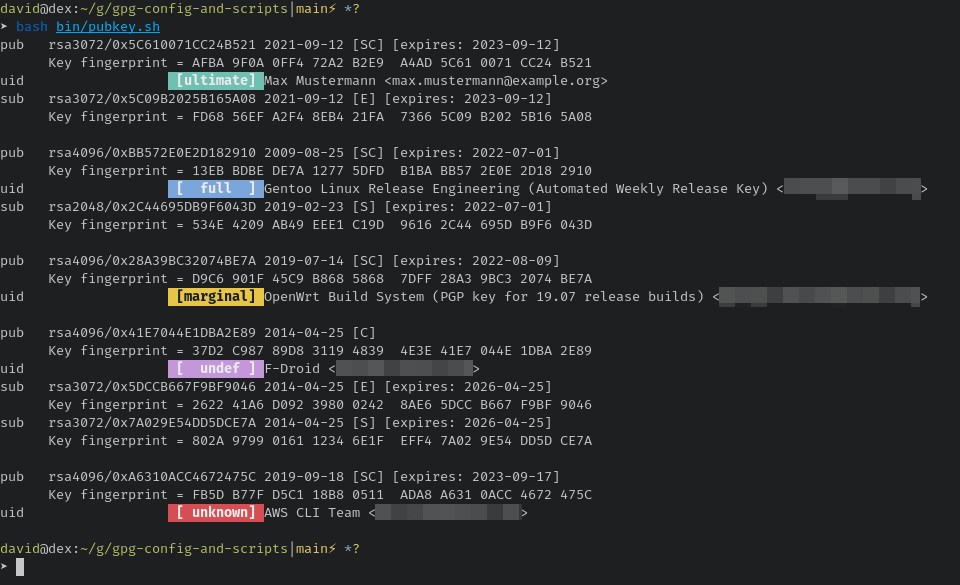 david@dex:~/g/gpg-config-and-scripts|main⚡ *?
➤ bash bin/pubkey.sh
pub   rsa3072/0x5C610071CC24B521 2021-09-12 [SC] [expires: 2023-09-12]
      Key fingerprint = AFBA 9F0A 0FF4 72A2 B2E9  A4AD 5C61 0071 CC24 B521
uid                  [ultimate] Max Mustermann <max.mustermann@example.org>
sub   rsa3072/0x5C09B2025B165A08 2021-09-12 [E] [expires: 2023-09-12]
      Key fingerprint = FD68 56EF A2F4 8EB4 21FA  7366 5C09 B202 5B16 5A08
pub   rsa4096/0xBB572E0E2D182910 2009-08-25 [SC] [expires: 2022-07-01]
      Key fingerprint = 13EB BDBE DE7A 1277 5DFD  B1BA BB57 2E0E 2D18 2910
uid                  [  full  ] Gentoo Linux Release Engineering (Automated Weekly Release Key) < >
sub   rsa2048/0x2C44695DB9F6043D 2019-02-23 [S] [expires: 2022-07-01]
      Key fingerprint = 534E 4209 AB49 EEE1 C19D  9616 2C44 695D B9F6 043D
pub   rsa4096/0x28A39BC32074BE7A 2019-07-14 [SC] [expires: 2022-08-09]
      Key fingerprint = D9C6 901F 45C9 B868 5868  7DFF 28A3 9BC3 2074 BE7A
uid                  [marginal] OpenWrt Build System (PGP key for 19.07 release builds) < >
pub   rsa4096/0x41E7044E1DBA2E89 2014-04-25 [C]
      Key fingerprint = 37D2 C987 89D8 3119 4839  4E3E 41E7 044E 1DBA 2E89
uid                  [  undef ] F-Droid < >
sub   rsa3072/0x5DCCB667F9BF9046 2014-04-25 [E] [expires: 2026-04-25]
      Key fingerprint = 2622 41A6 D092 3980 0242  8AE6 5DCC B667 F9BF 9046
sub   rsa3072/0x7A029E54DD5DCE7A 2014-04-25 [S] [expires: 2026-04-25]
      Key fingerprint = 802A 9799 0161 1234 6E1F  EFF4 7A02 9E54 DD5D CE7A
pub   rsa4096/0xA6310ACC4672475C 2019-09-18 [SC] [expires: 2023-09-17]
      Key fingerprint = FB5D B77F D5C1 18B8 0511  ADA8 A631 0ACC 4672 475C
uid                  [ unknown] AWS CLI Team < >
david@dex:~/g/gpg-config-and-scripts|main⚡ *?
➤